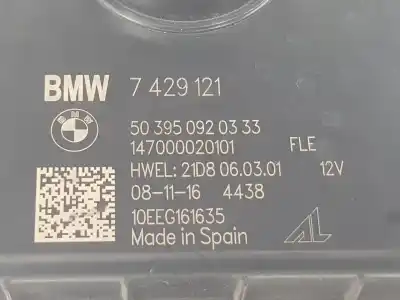 BMW 7 429 121
50 395 092 03 33
147000020101 FLE
HWEL: 21D8 06.03.01 12V
08-11-16 4438
10EEG161635
Made in Spain